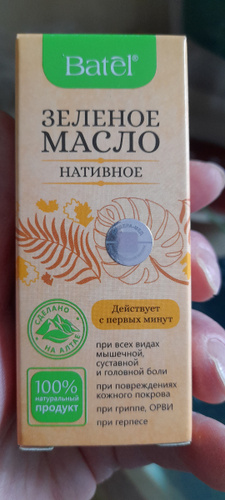 Batel®
ЗЕЛЕНОЕ
МАСЛО
НАТИВНОЕ
Действует
с первых минут
СДЕЛАНО
НА АЛТАЕ
при всех видах
мышечной,
суставной
и головной боли
100%
натуральный
продукт
при повреждениях
кожного покрова
при гриппе, ОРВИ
при герпесе